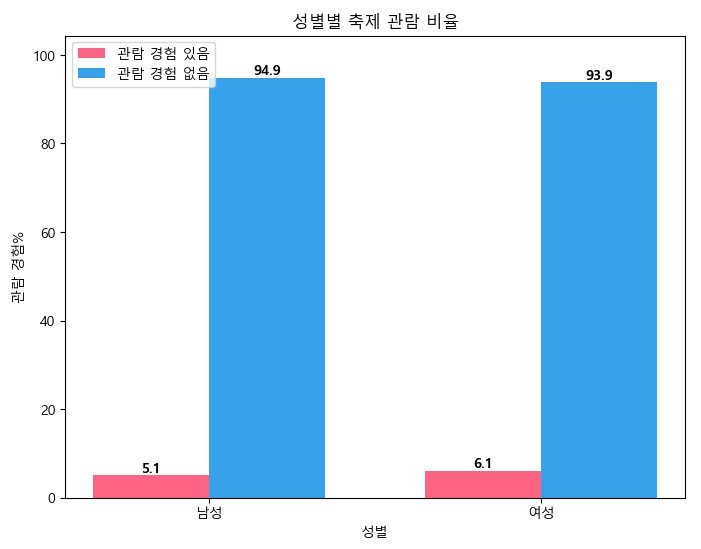 성별별 축제 관람 비율
관람 경험 있음
관람 경험 없음
94.9
93.9
5.1
6.1
100
80
60
40
20
0
관람 경험%
남성
여성
성별